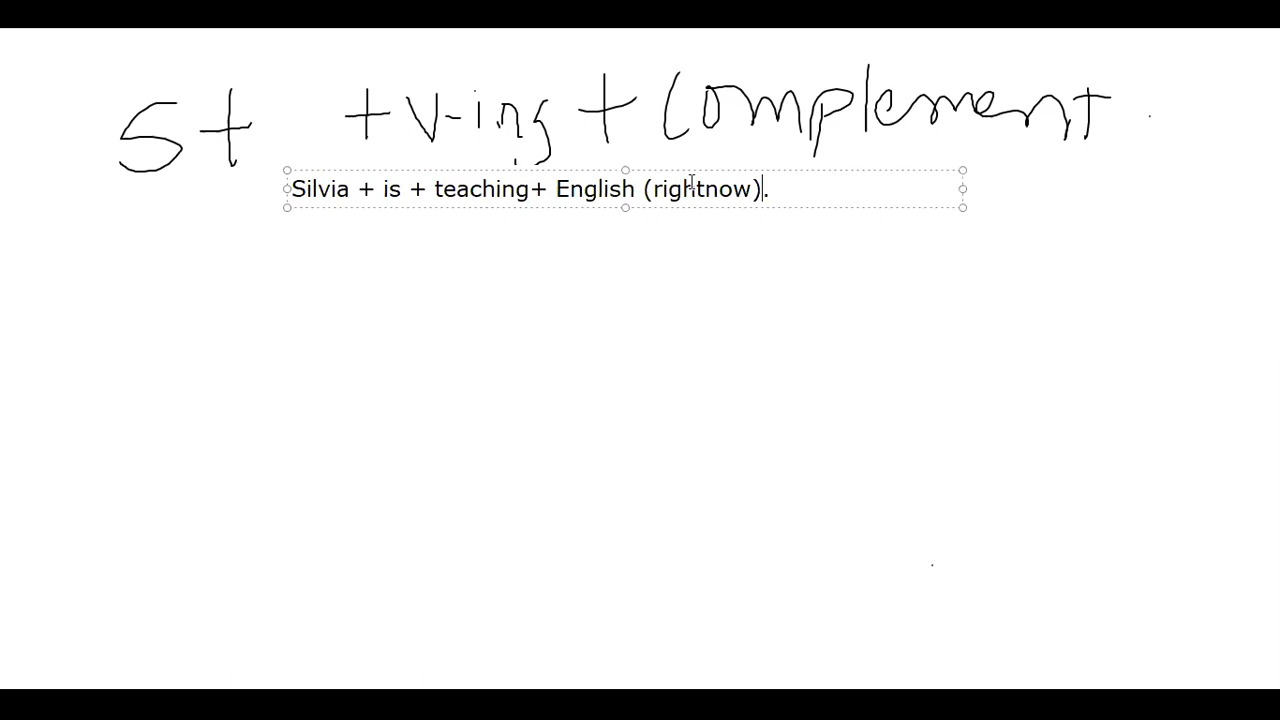 S+ +V-ing + Complement
Silvia + is + teaching+ English (rightnow).